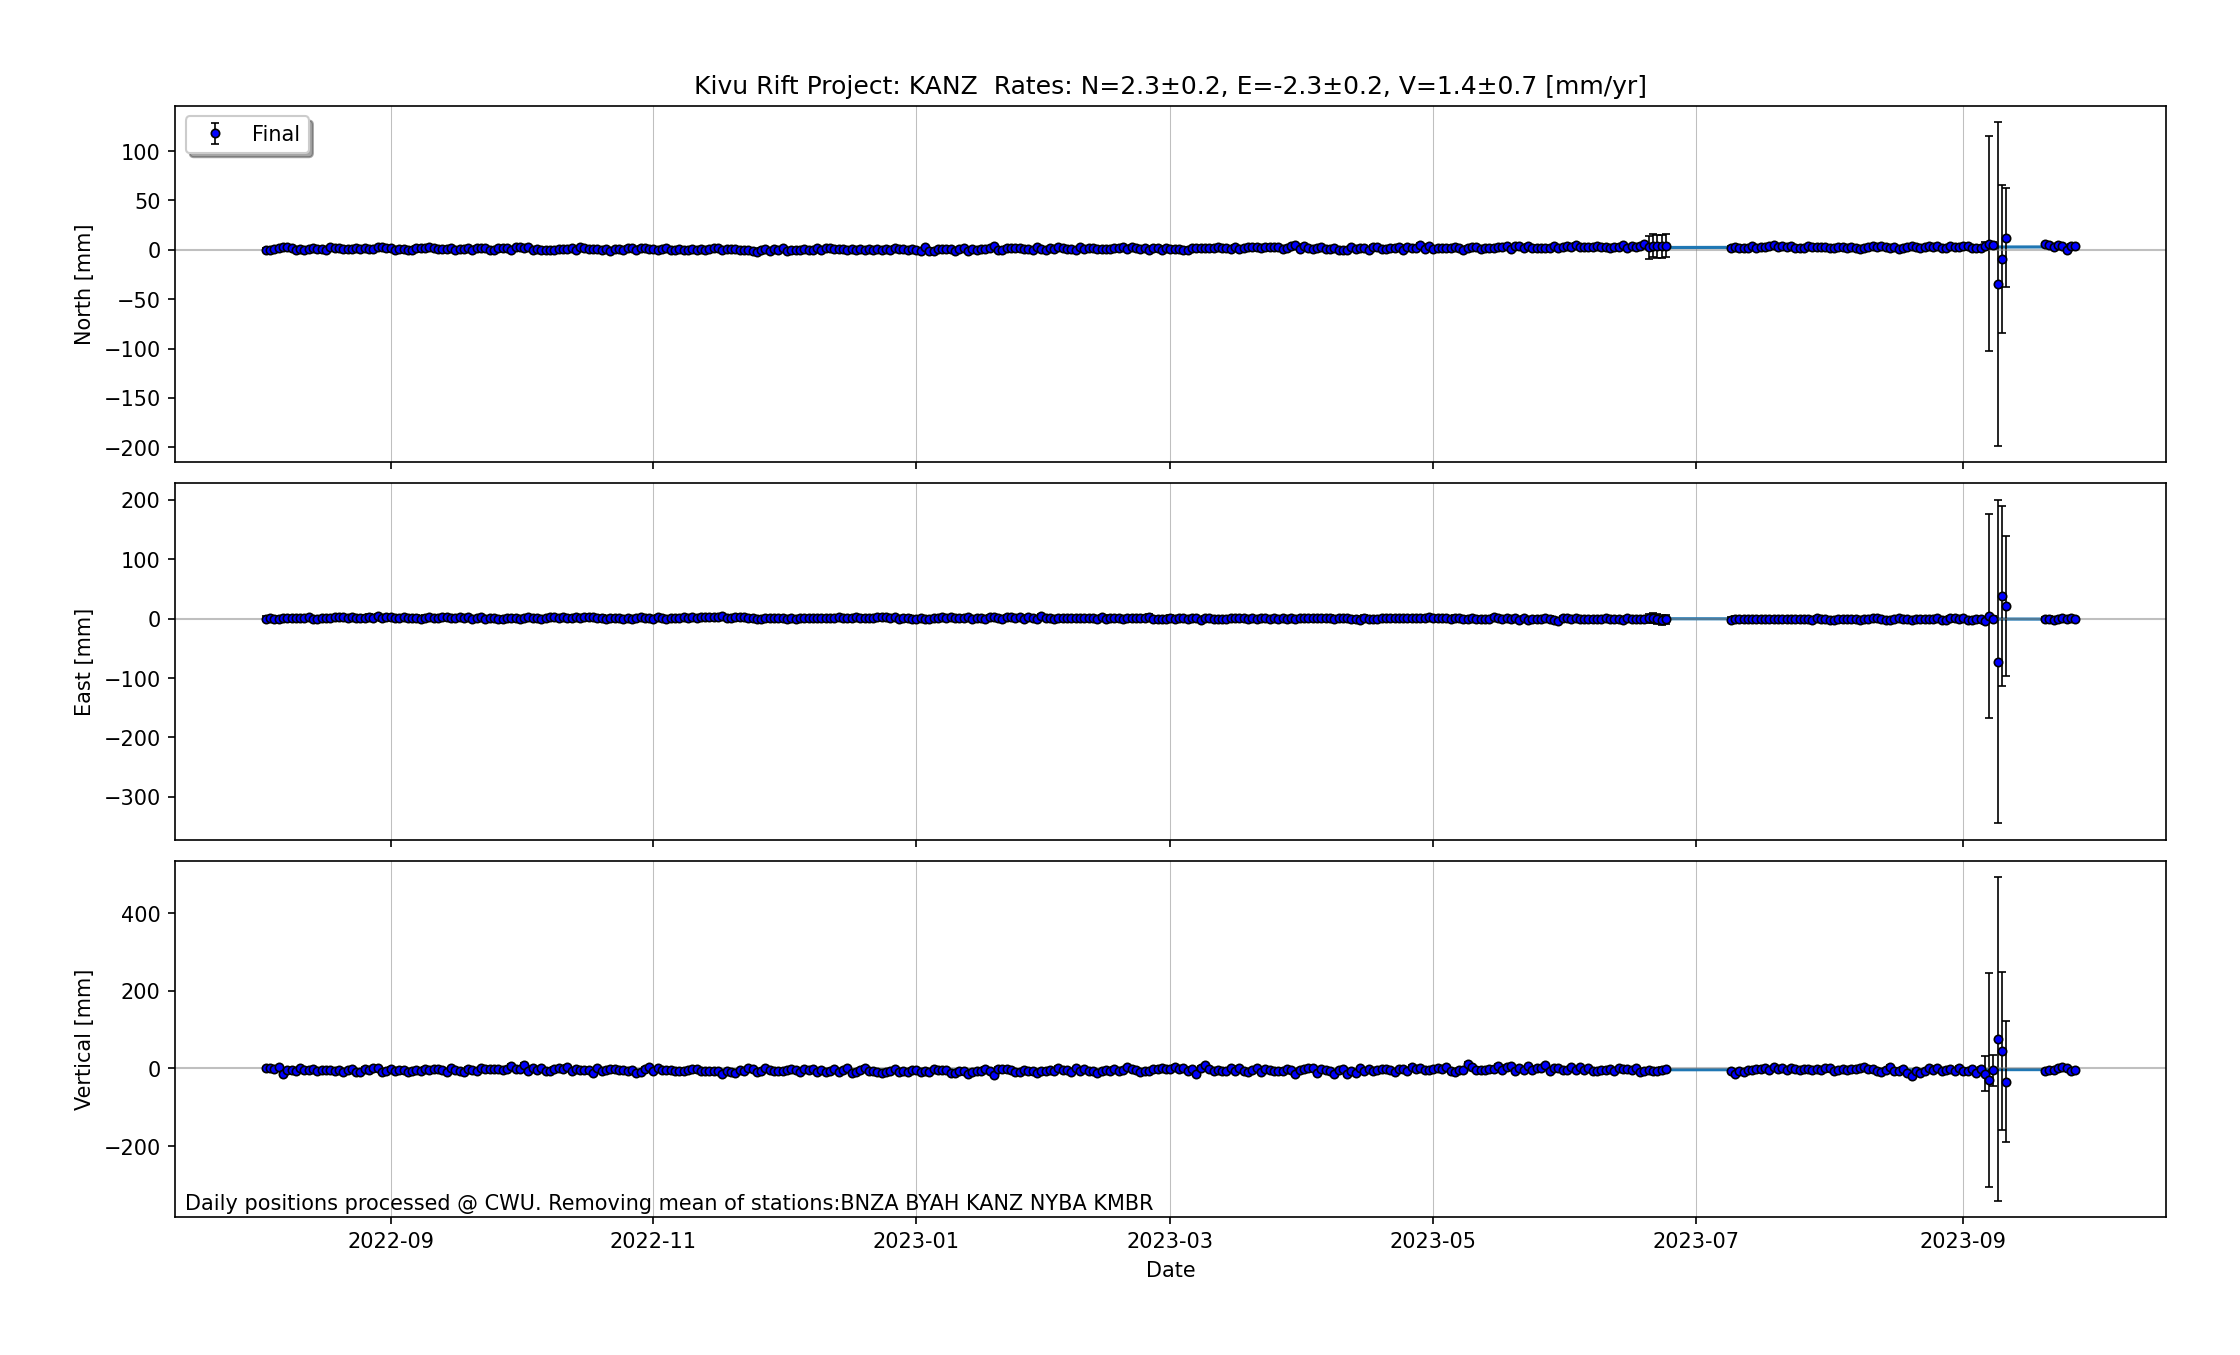 Kivu Rift Project: KANZ  Rates: N=2.3±0.2, E=-2.3±0.2, V=1.4±0.7 [mm/yr]
Final
North [mm]
100
50
0
−50
−100
−150
−200
East [mm]
200
100
0
−100
−200
−300
Vertical [mm]
400
200
0
−200
Daily positions processed @ CWU. Removing mean of stations:BNZA BYAH KANZ NYBA KMBR
2022-09 2022-11 2023-01 2023-03 2023-05 2023-07 2023-09
Date